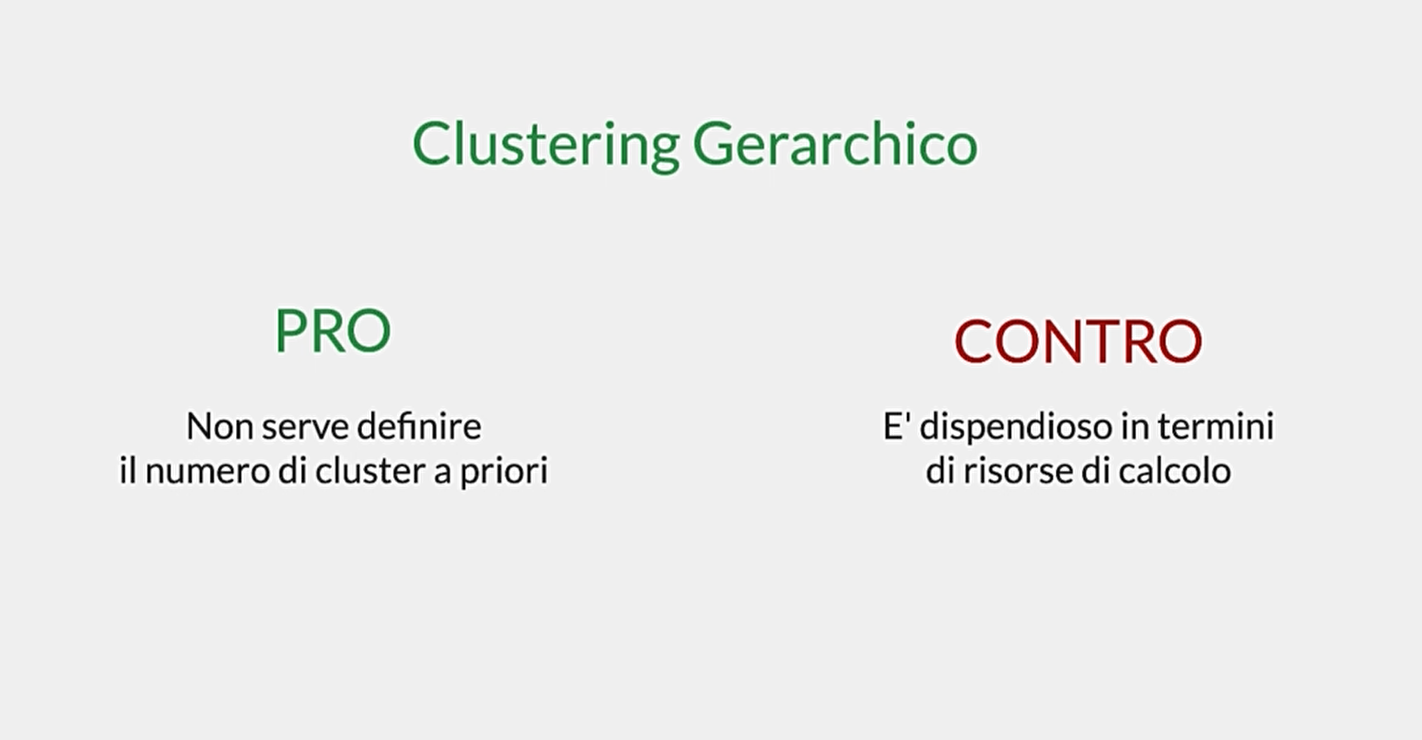 Clustering Gerarchico
PRO
Non serve definire
il numero di cluster a priori
CONTRO
E' dispendioso in termini
di risorse di calcolo